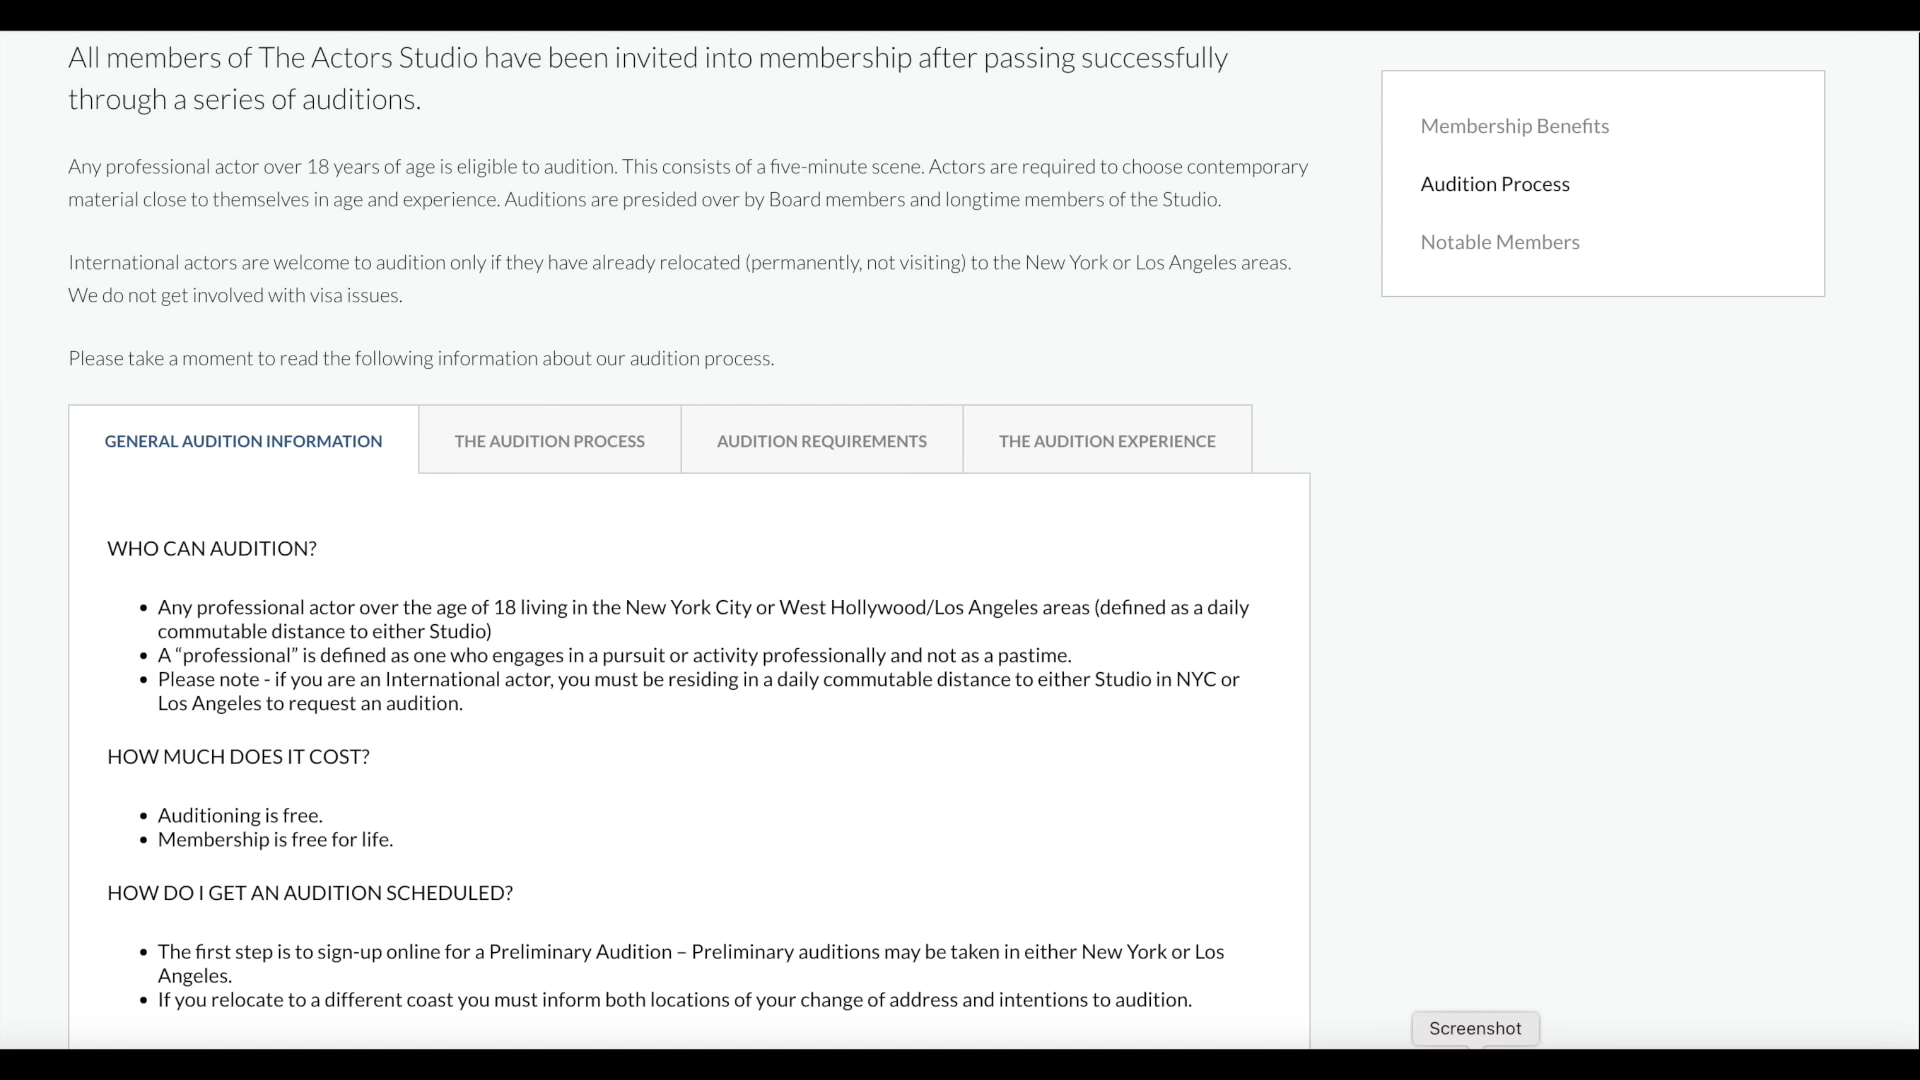 All members of The Actors Studio have been invited into membership after passing successfully
through a series of auditions.
Any professional actor over 18 years of age is eligible to audition. This consists of a five-minute scene. Actors are required to choose contemporary
material close to themselves in age and experience. Auditions are presided over by Board members and longtime members of the Studio.
International actors are welcome to audition only if they have already relocated (permanently, not visiting) to the New York or Los Angeles areas.
We do not get involved with visa issues.
Please take a moment to read the following information about our audition process.
Membership Benefits
Audition Process
Notable Members
GENERAL AUDITION INFORMATION
THE AUDITION PROCESS
AUDITION REQUIREMENTS
THE AUDITION EXPERIENCE
WHO CAN AUDITION?
• Any professional actor over the age of 18 living in the New York City or West Hollywood/Los Angeles areas (defined as a daily
commutable distance to either Studio)
• A “professional” is defined as one who engages in a pursuit or activity professionally and not as a pastime.
• Please note - if you are an International actor, you must be residing in a daily commutable distance to either Studio in NYC or
Los Angeles to request an audition.
HOW MUCH DOES IT COST?
• Auditioning is free.
• Membership is free for life.
HOW DO I GET AN AUDITION SCHEDULED?
• The first step is to sign-up online for a Preliminary Audition – Preliminary auditions may be taken in either New York or Los
Angeles.
• If you relocate to a different coast you must inform both locations of your change of address and intentions to audition.
Screenshot